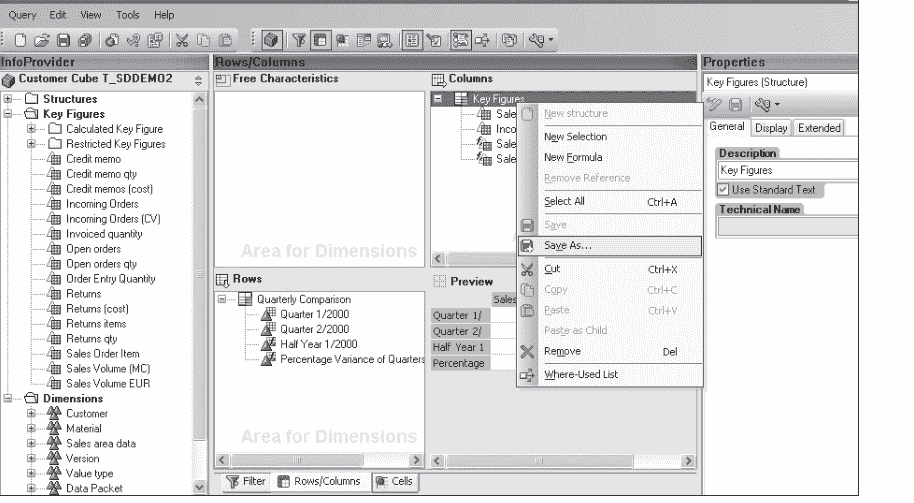 Query Edit View Tools Help
InfoProvider
Customer Cube T_SDDEMO2
Structures
Key Figures
Calculated Key Figure
Restricted Key Figures
Credit memo
Credit memo qty
Credit memos (cost)
Incoming Orders
Incoming Orders (CV)
Invoiced quantity
Open orders
Open orders qty
Order Entry Quantity
Returns
Returns (cost)
Returns items
Returns qty
Sales Order Item
Sales Volume (MC)
Sales Volume EUR
Dimensions
Customer
Material
Sales area data
Version
Value type
Data Packet
Rows/Columns
Free Characteristics
Area for Dimensions
Columns
Key Figures
Sale
Inco
Sale
Sale
Rows
Quarterly Comparison
Quarter 1/2000
Quarter 2/2000
Half Year 1/2000
Percentage Variance of Quarters
Area for Dimensions
Preview
Sales
Quarter 1/
Quarter 2/
Half Year 1
Percentage
Filter Rows/Columns Cells
New structure
New Selection
New Formula
Remove Reference
Select All Ctrl+A
Save
Save As...
Cut Ctrl+X
Copy Ctrl+C
Paste Ctrl+V
Paste as Child
Remove Del
Where-Used List
Properties
Key Figures (Structure)
General Display Extended
Description
Key Figures
Use Standard Text
Technical Name